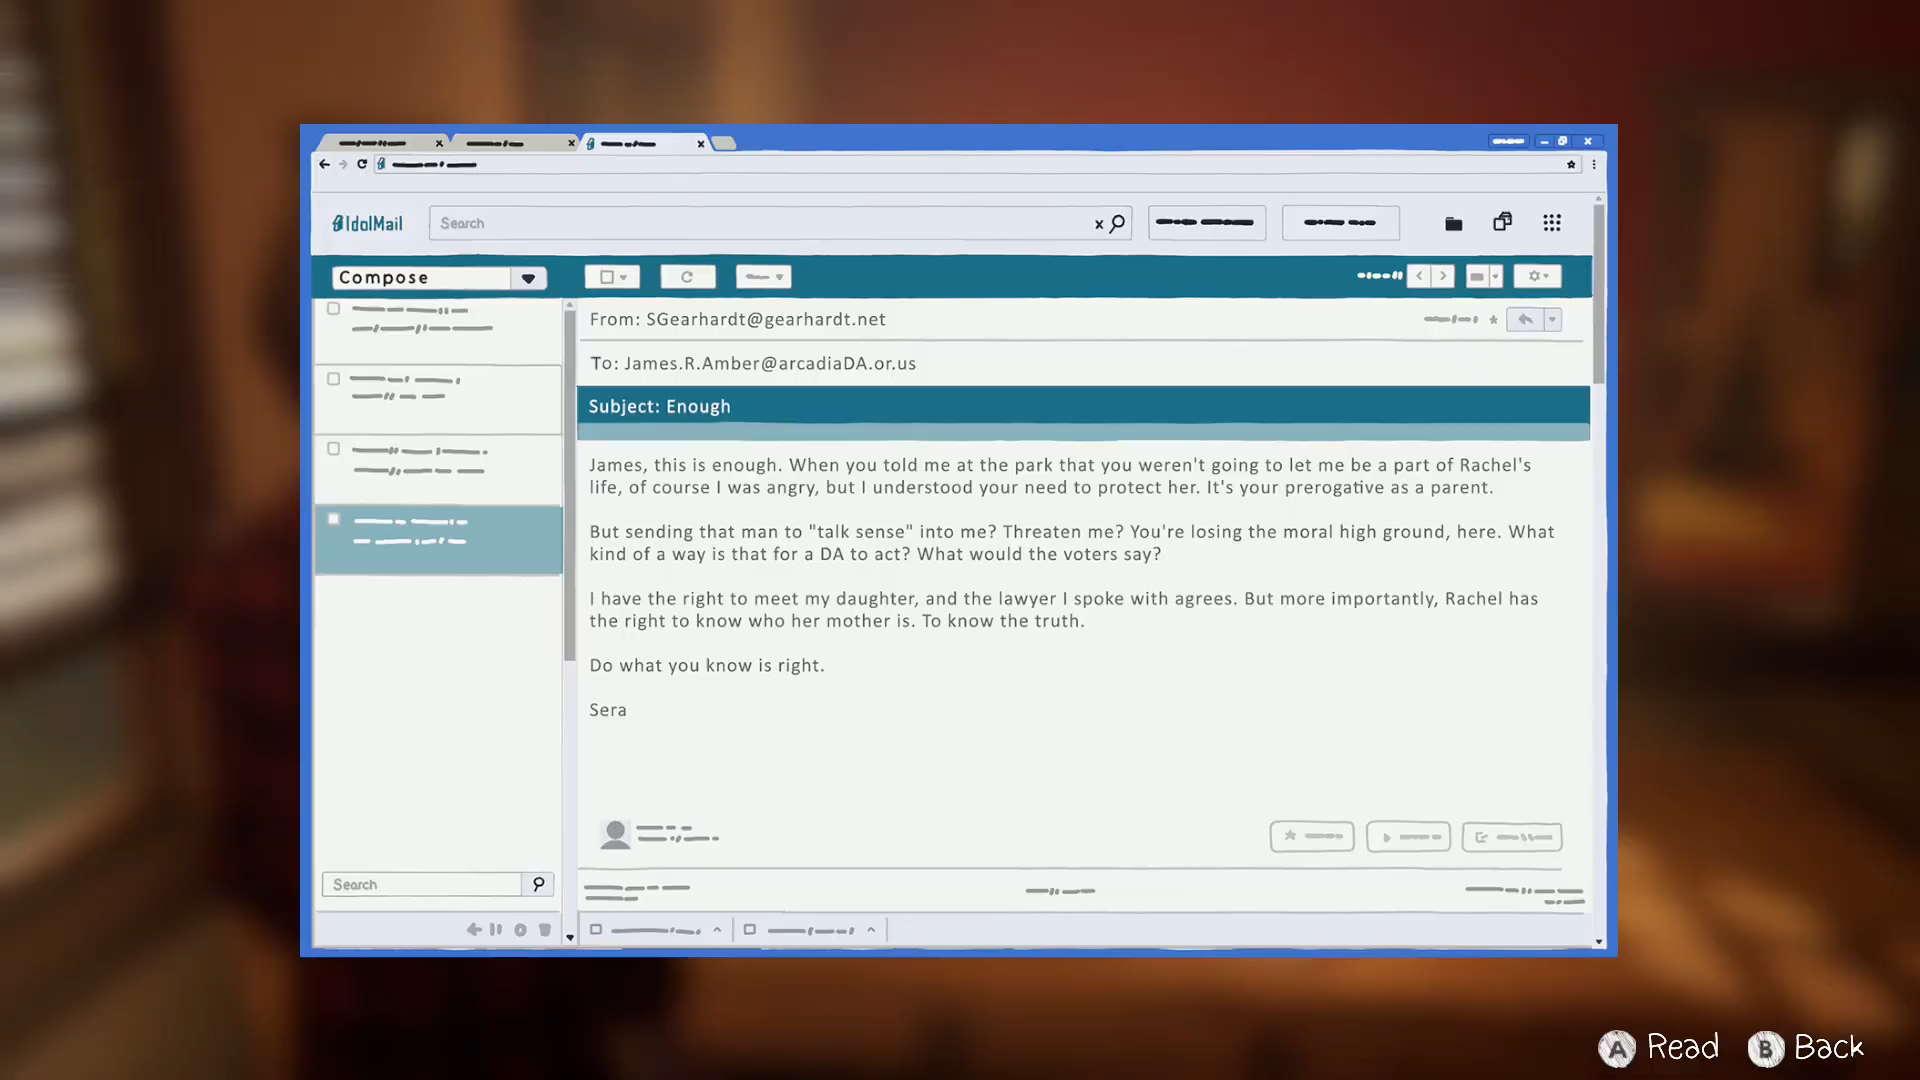 IdolMail
Search
Compose
From: SGearhardt@gearhardt.net
To: James.R.Amber@arcadiaDA.or.us
Subject: Enough
James, this is enough. When you told me at the park that you weren't going to let me be a part of Rachel's
life, of course I was angry, but I understood your need to protect her. It's your prerogative as a parent.
But sending that man to "talk sense" into me? Threaten me? You're losing the moral high ground, here. What
kind of a way is that for a DA to act? What would the voters say?
I have the right to meet my daughter, and the lawyer I spoke with agrees. But more importantly, Rachel has
the right to know who her mother is. To know the truth.
Do what you know is right.
Sera
Search
A Read B Back